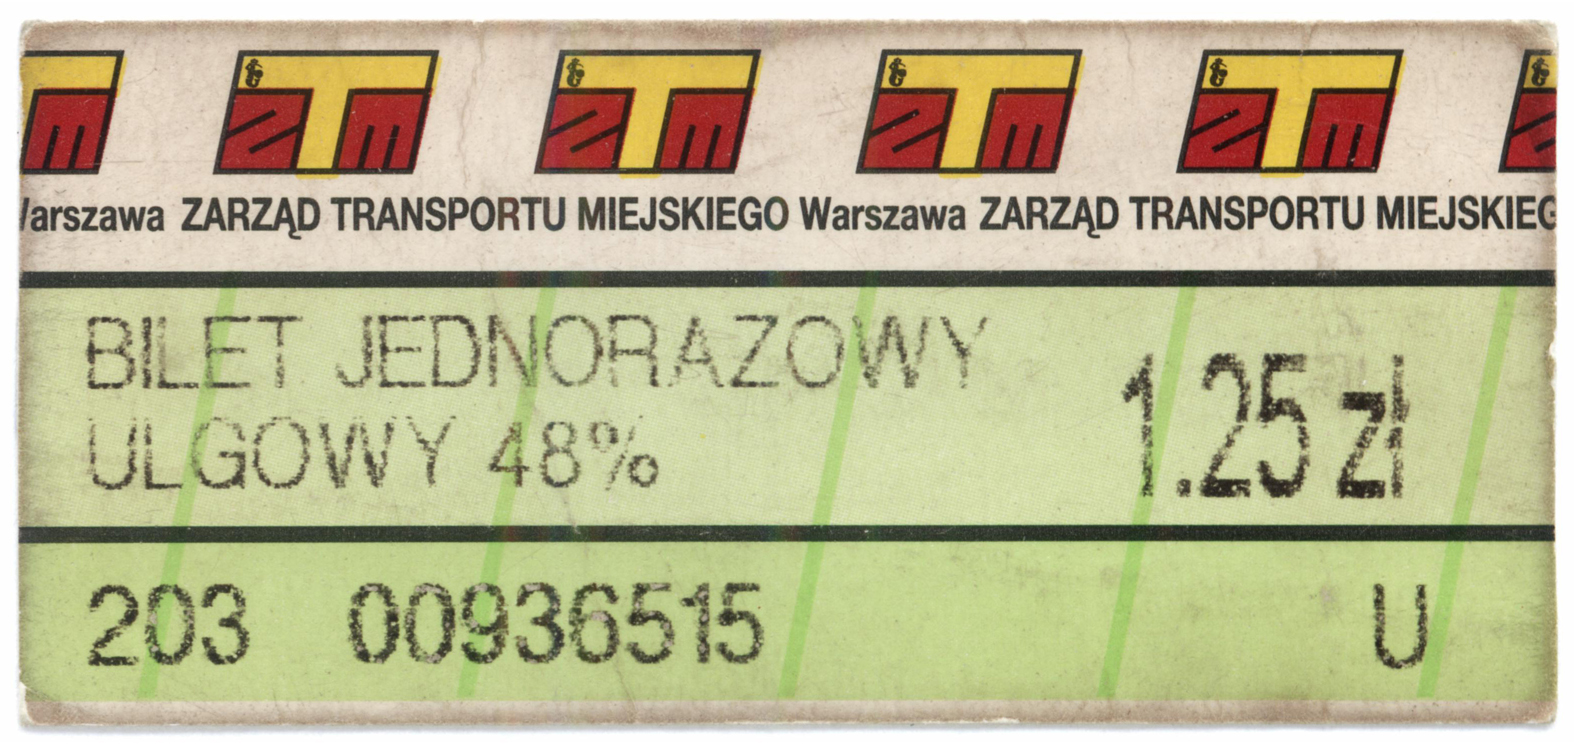 ZTM ZTM ZTM ZTM
Warszawa ZARZĄD TRANSPORTU MIEJSKIEGO Warszawa ZARZĄD TRANSPORTU MIEJSKIEG
BILET JEDNORAZOWY
ULGOWY 48%
1.25 zł
203 00936515 U